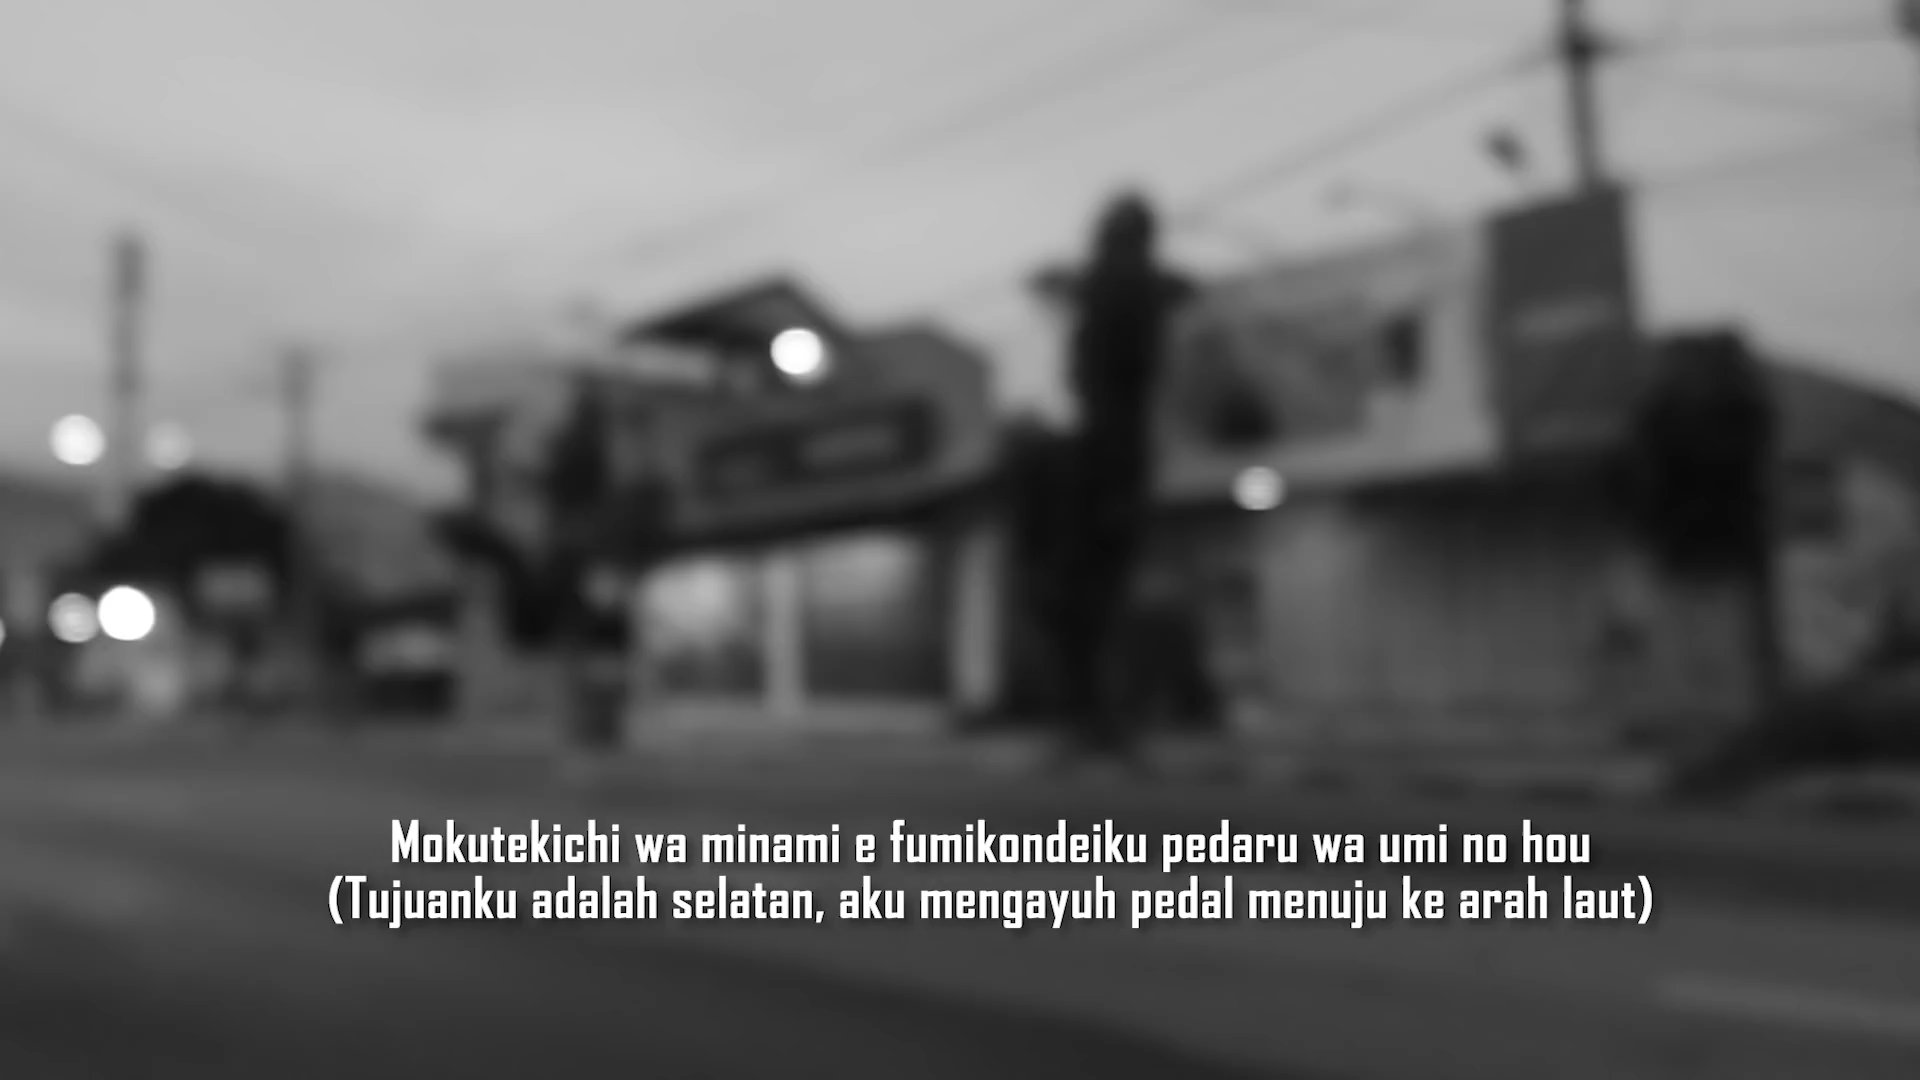 Mokutekichi wa minami e fumikondeiku pedaru wa umi no hou
(Tujuanku adalah selatan, aku mengayuh pedal menuju ke arah laut)